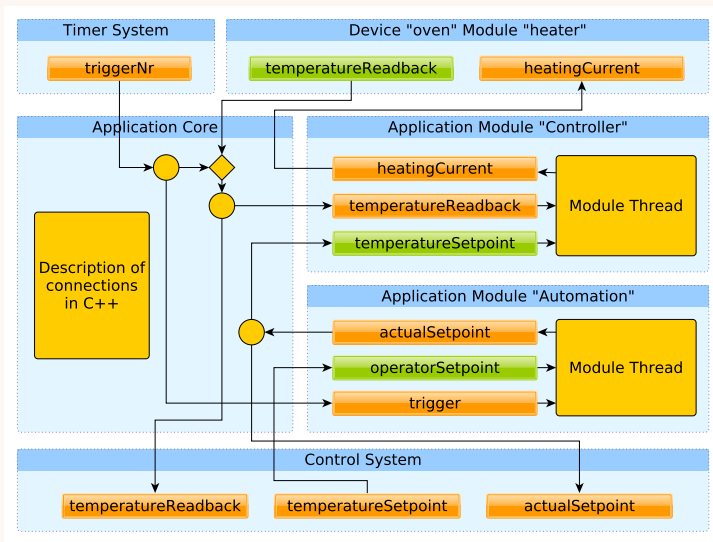 Timer System
triggerNr
Device "oven" Module "heater"
temperatureReadback
heatingCurrent
Application Core
Description of
connections
in C++
Application Module "Controller"
heatingCurrent
temperatureReadback
temperatureSetpoint
Module Thread
Application Module "Automation"
actualSetpoint
operatorSetpoint
trigger
Module Thread
Control System
temperatureReadback
temperatureSetpoint
actualSetpoint